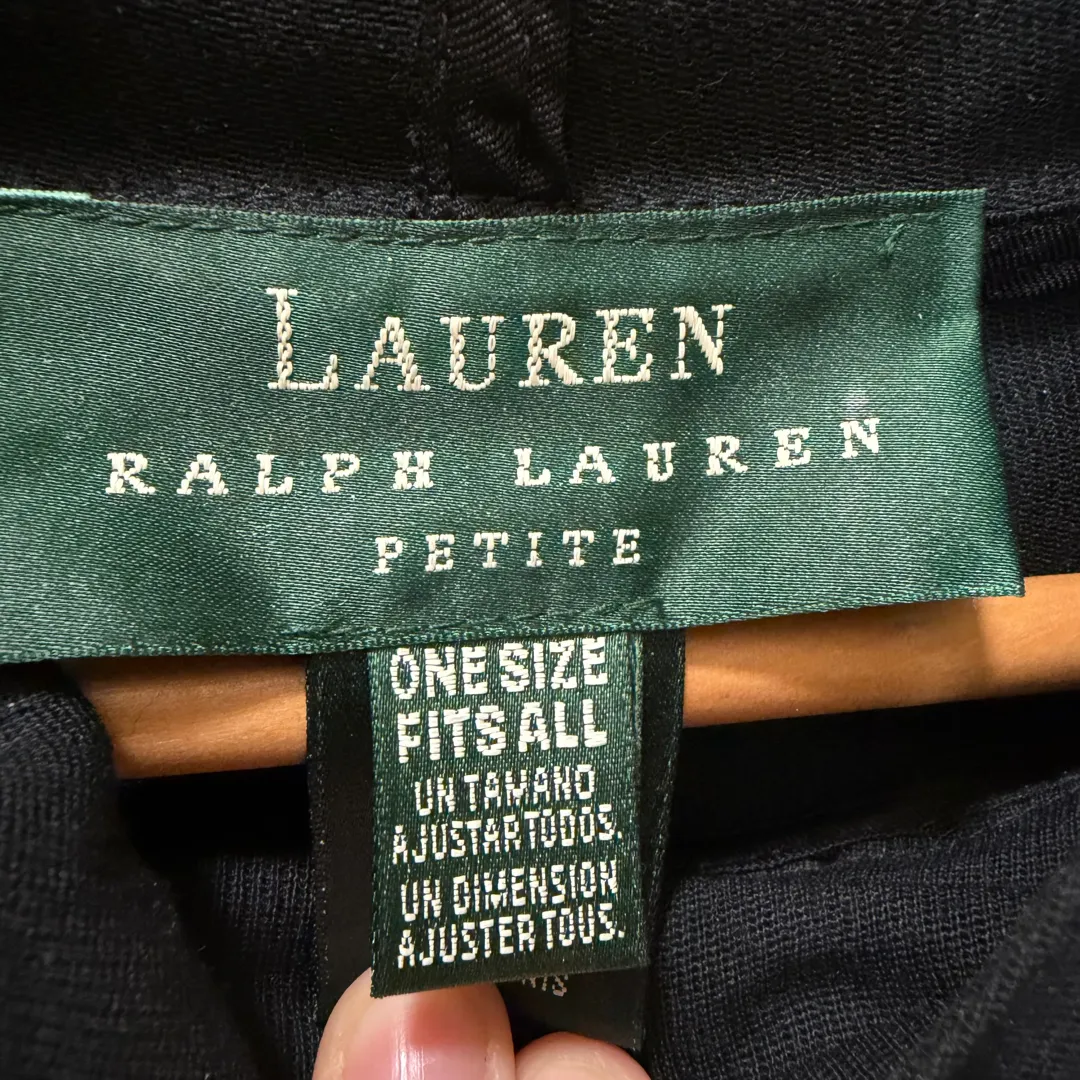 LAUREN
RALPH LAUREN
PETITE
ONE SIZE
FITS ALL
UN TAMANO
AJUSTAR TODOS.
UN DIMENSION
AJUSTER TOUS.